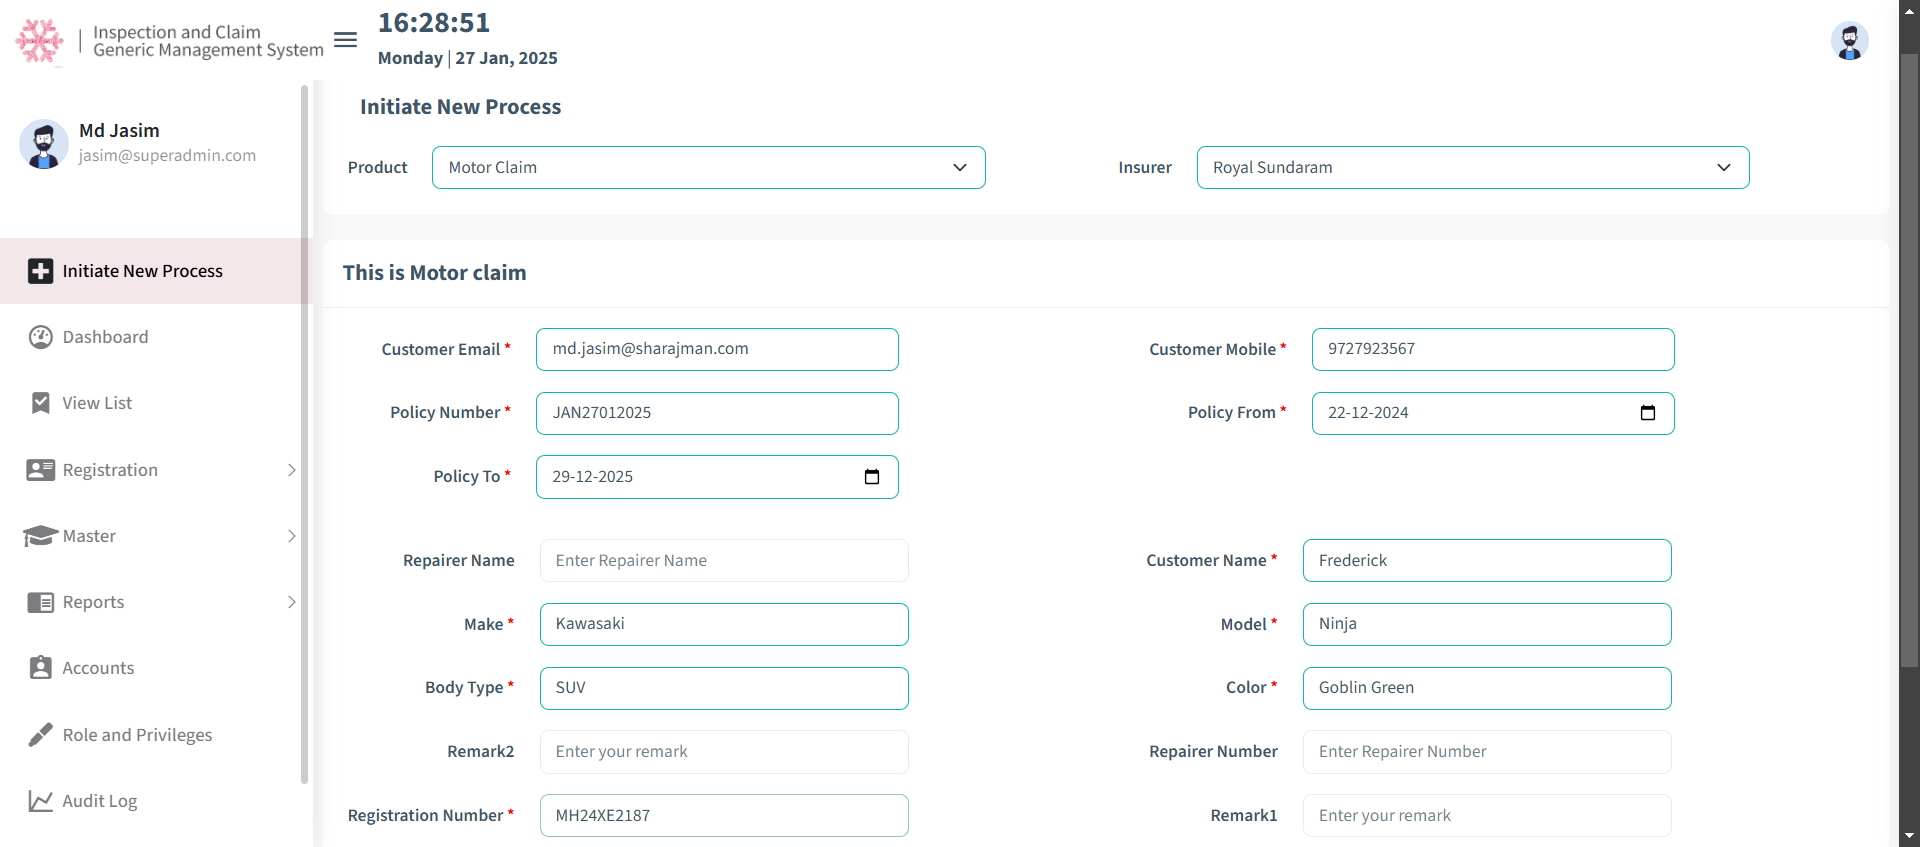 Inspection and Claim
Generic Management System
16:28:51
Monday | 27 Jan, 2025
Md Jasim
jasim@superadmin.com
Initiate New Process
Dashboard
View List
Registration
Master
Reports
Accounts
Role and Privileges
Audit Log
Initiate New Process
Product Motor Claim Insurer Royal Sundaram
This is Motor claim
Customer Email * md.jasim@sharajman.com Customer Mobile * 9727923567
Policy Number * JAN27012025 Policy From * 22-12-2024
Policy To * 29-12-2025
Repairer Name Enter Repairer Name Customer Name * Frederick
Make * Kawasaki Model * Ninja
Body Type * SUV Color * Goblin Green
Remark2 Enter your remark Repairer Number Enter Repairer Number
Registration Number * MH24XE2187 Remark1 Enter your remark